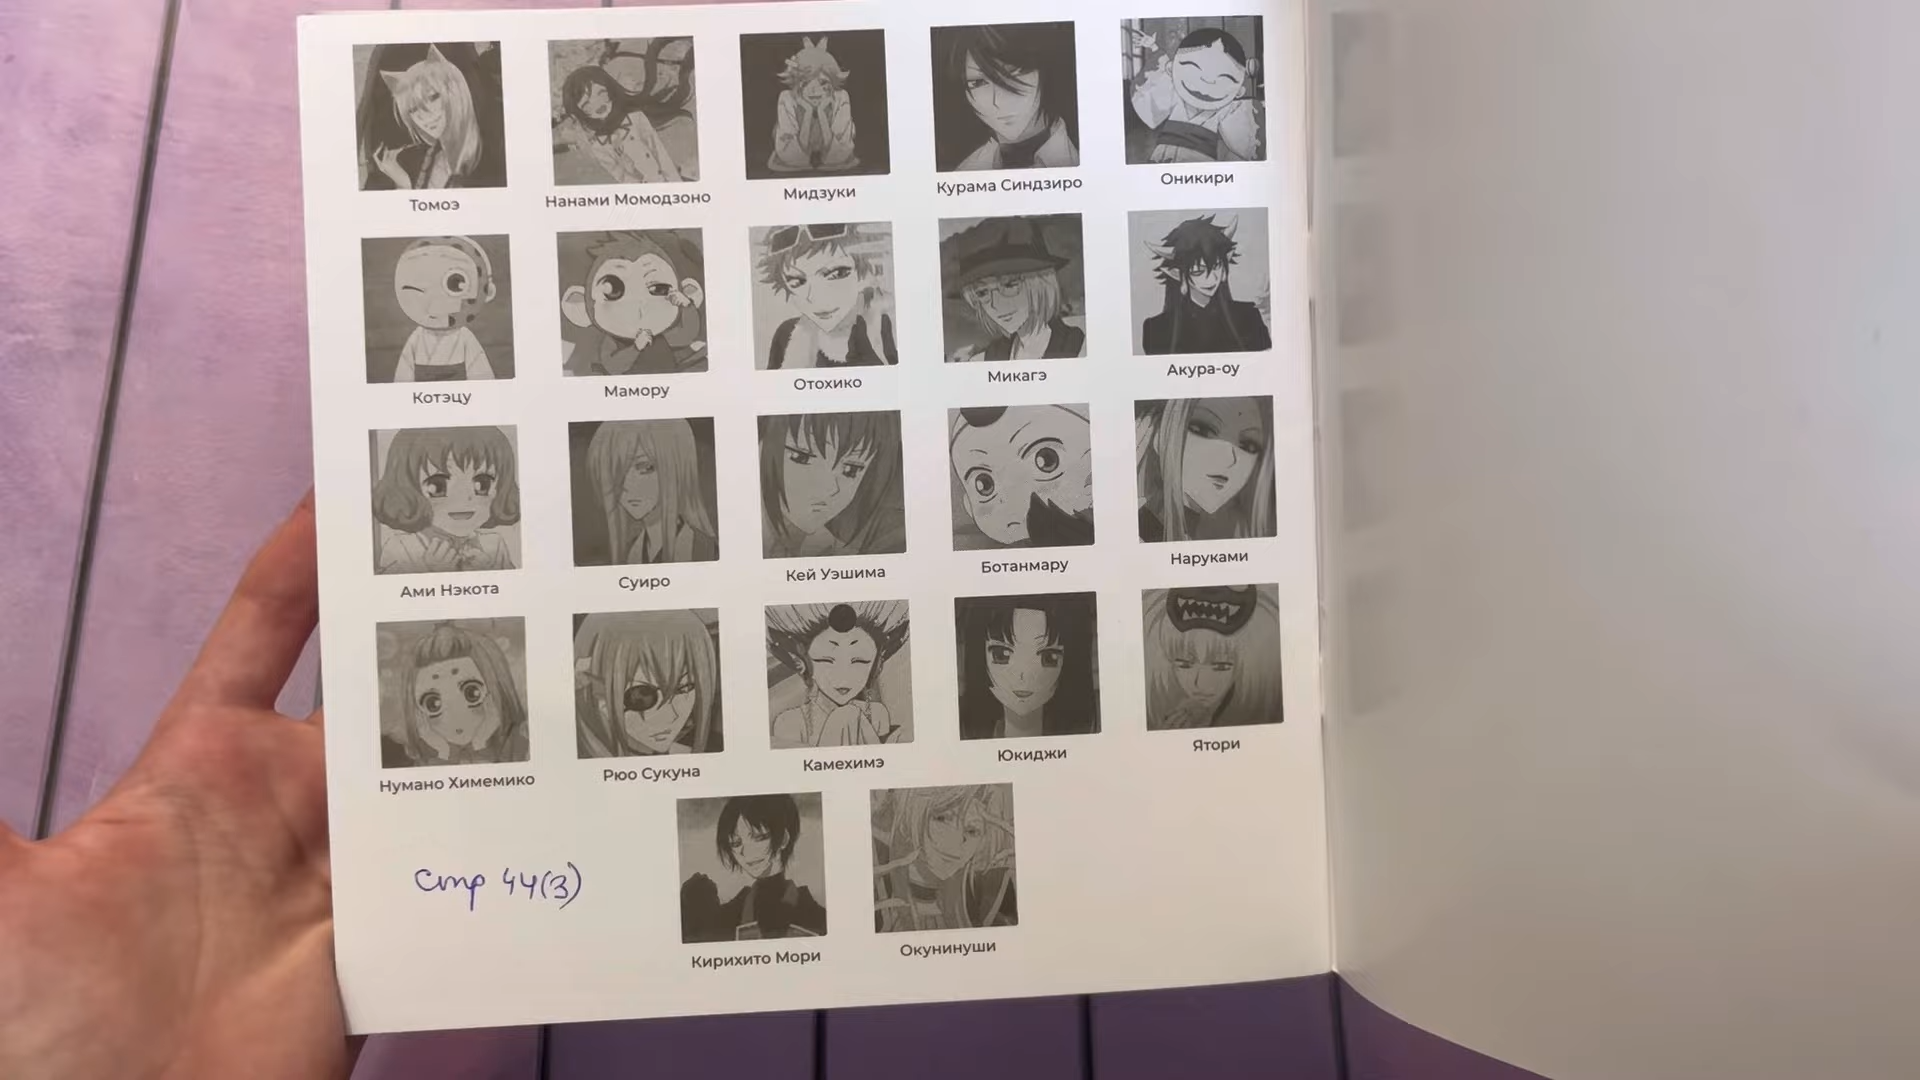 Томоэ
Нанами Момодзоно
Мидзуки
Курама Синдзиро
Оникири
Котэцу
Мамору
Отохико
Микагэ
Акура-оу
Ами Нэкота
Суиро
Кей Уэшима
Ботанмару
Наруками
Нумано Химемико
Рюо Сукуна
Камехимэ
Юкиджи
Ятори
Кирихито Мори
Окунинуши
Стр 44(3)